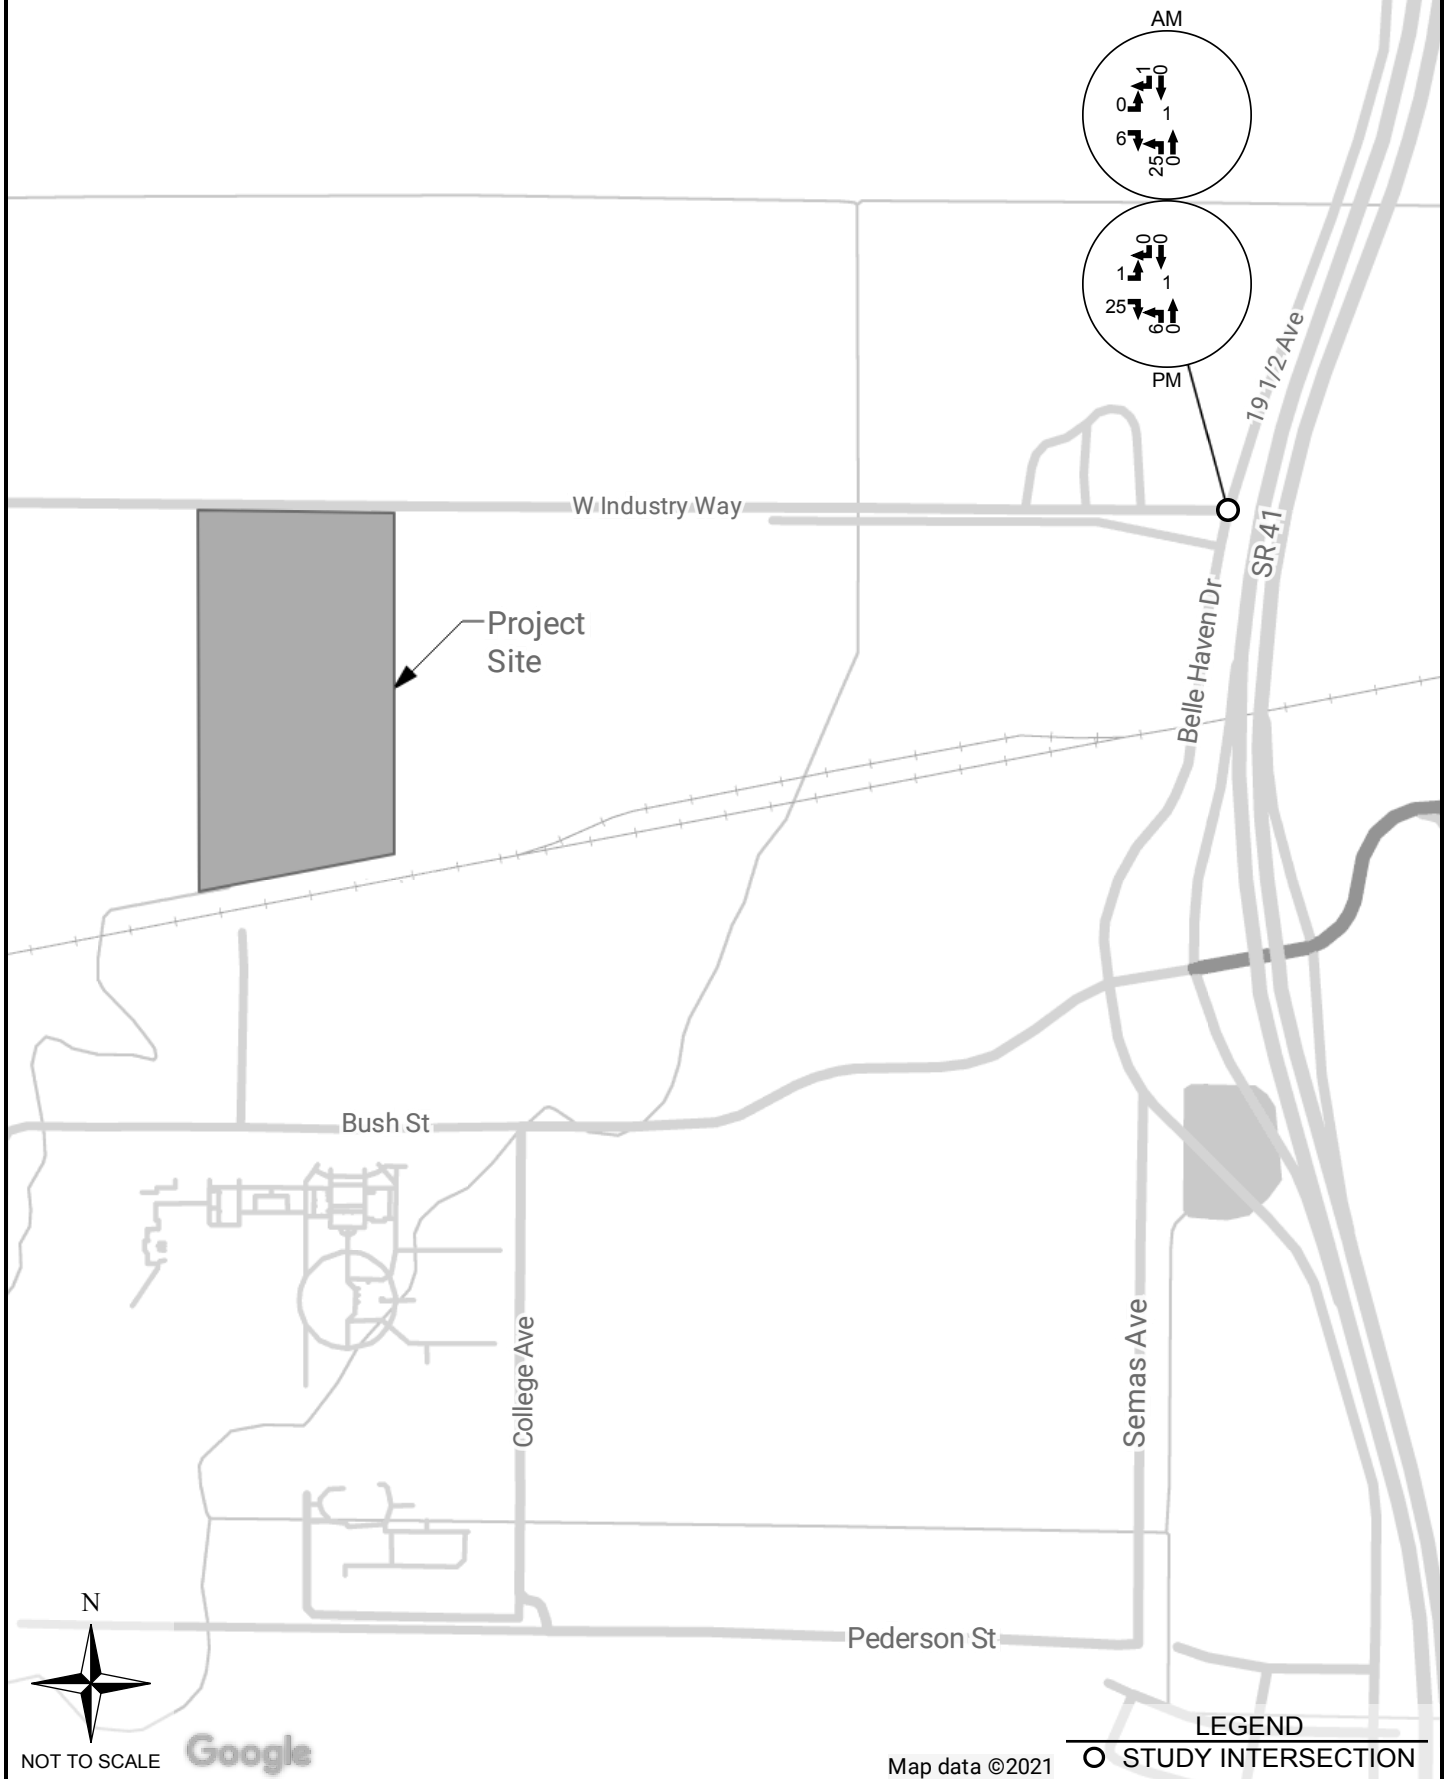 AM
1
0
0
1
6
25
0
0
0
1
1
25
6
0
PM
19 1/2 Ave
W Industry Way
SR 41
Project
Site
Belle Haven Dr
Bush St
College Ave
Semas Ave
N
Pederson St
LEGEND
STUDY INTERSECTION
NOT TO SCALE
Google
Map data ©2021